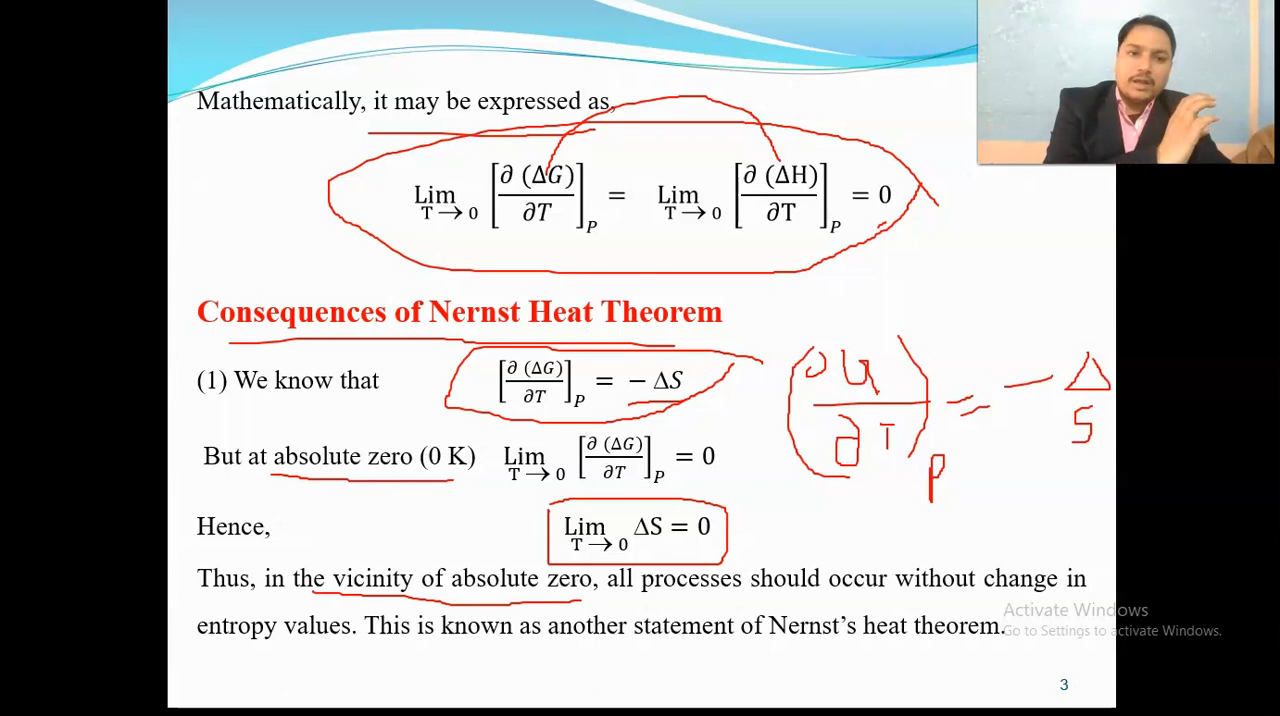 Mathematically, it may be expressed as,
Lim T→0 [∂ (ΔG)/∂T]P = Lim T→0 [∂ (ΔH)/∂T]P = 0
Consequences of Nernst Heat Theorem
(1) We know that [∂ (ΔG)/∂T]P = − ΔS
(∂G/∂T)P = − ΔS
But at absolute zero (0 K) Lim T→0 [∂ (ΔG)/∂T]P = 0
Hence, Lim T→0 ΔS = 0
Thus, in the vicinity of absolute zero, all processes should occur without change in
entropy values. This is known as another statement of Nernst's heat theorem.
Activate Windows
Go to Settings to activate Windows.
3